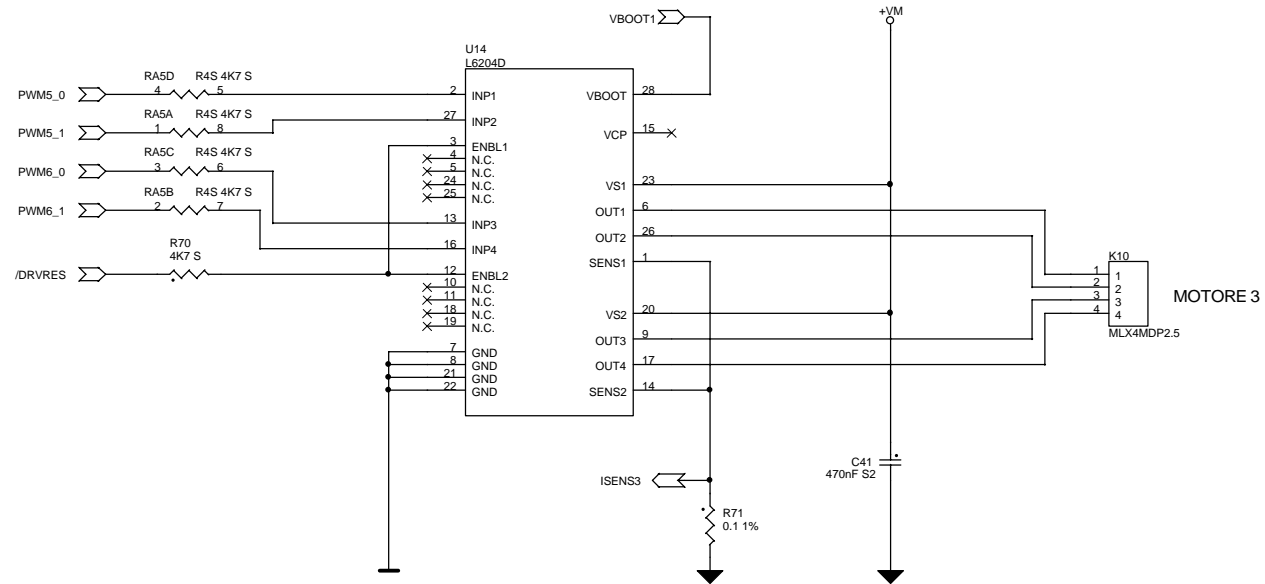 VBOOT1
+VM
U14
L6204D
RA5D R4S 4K7 S
PWM5_0 4 5 2 INP1 VBOOT 28
RA5A R4S 4K7 S
PWM5_1 1 8 27 INP2 VCP 15
3 ENBL1
RA5C R4S 4K7 S
PWM6_0 3 6
4 N.C.
5 N.C.
24 N.C.
25 N.C.
VS1 23
RA5B R4S 4K7 S
PWM6_1 2 7
OUT1 6
13 INP3
OUT2 26
16 INP4
SENS1 1
R70
4K7 S
/DRVRES
12 ENBL2
10 N.C.
11 N.C.
18 N.C.
19 N.C.
VS2 20
OUT3 9
7 GND
8 GND
21 GND
22 GND
OUT4 17
SENS2 14
K10
1 1
2 2
3 3
4 4
MLX4MDP2.5
MOTORE 3
C41
470nF S2
ISENS3
R71
0.1 1%